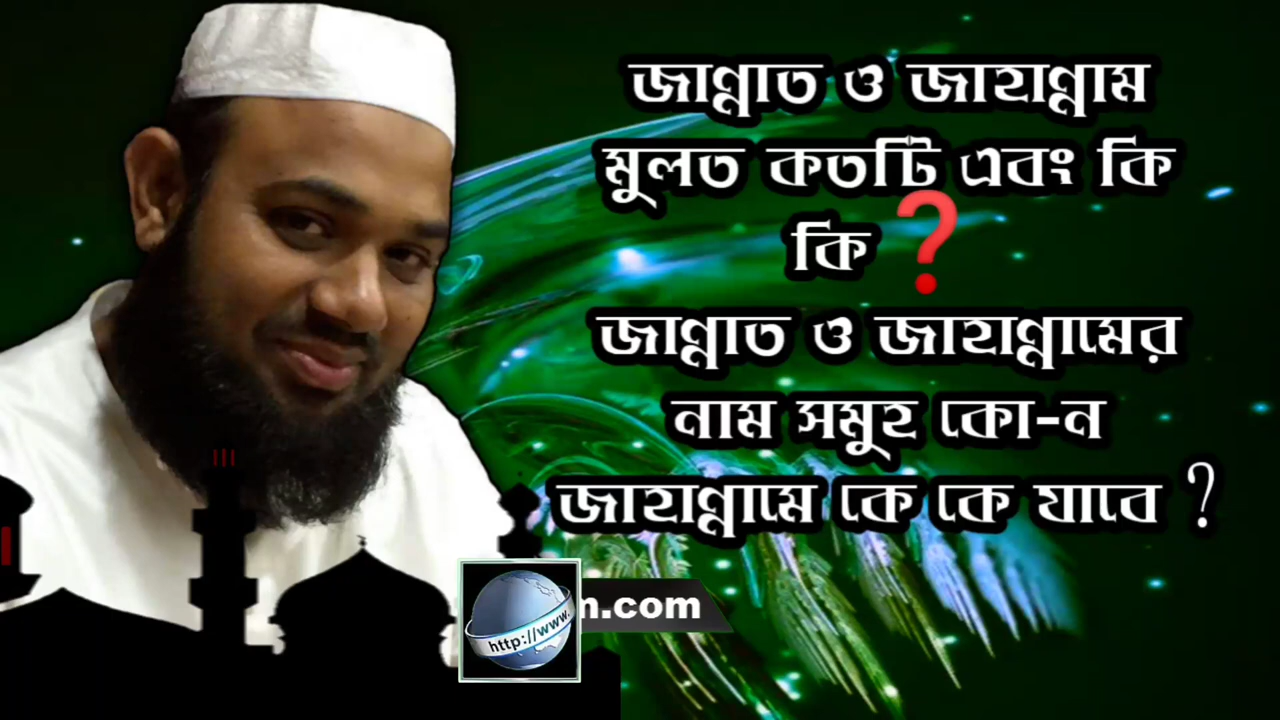 জান্নাত ও জাহান্নাম
মুলত কতটি এবং কি
কি ❓
জান্নাত ও জাহান্নামের
নাম সমুহ কো-ন
জাহান্নামে কে কে যাবে ?
m.com
http://www.